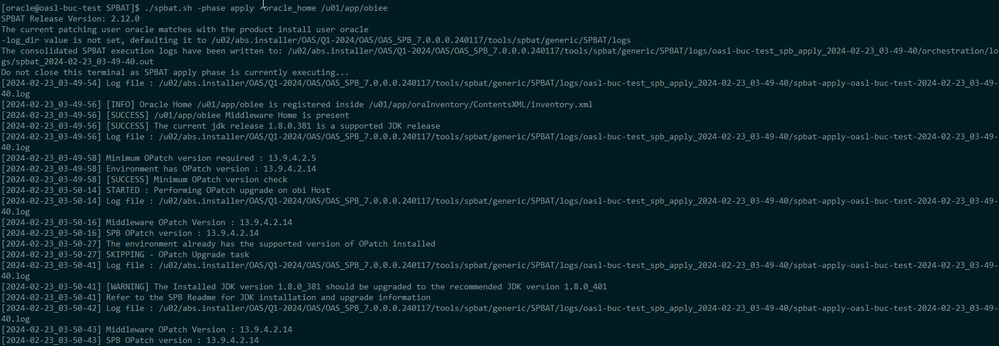 [oracle@oasl-buc-test SPBAT]$ ./spbat.sh -phase apply -oracle_home /u01/app/obiee
SPBAT Release Version: 2.12.0
The current patching user oracle matches with the product install user oracle
-log_dir value is not set, defaulting it to /u02/abs.installer/OAS/Q1-2024/OAS/OAS_SPB_7.0.0.0.240117/tools/spbat/generic/SPBAT/logs
The consolidated SPBAT execution logs have been written to: /u02/abs.installer/OAS/Q1-2024/OAS/OAS_SPB_7.0.0.0.240117/tools/spbat/generic/SPBAT/logs/oasl-buc-test_spb_apply_2024-02-23_03-49-40/orchestration/lo
gs/spbat_2024-02-23_03-49-40.out
Do not close this terminal as SPBAT apply phase is currently executing...
[2024-02-23_03-49-54] Log file : /u02/abs.installer/OAS/Q1-2024/OAS/OAS_SPB_7.0.0.0.240117/tools/spbat/generic/SPBAT/logs/oasl-buc-test_spb_apply_2024-02-23_03-49-40/spbat-apply-oasl-buc-test-2024-02-23_03-49-
40.log
[2024-02-23_03-49-56] [INFO] Oracle Home /u01/app/obiee is registered inside /u01/app/oraInventory/ContentsXML/inventory.xml
[2024-02-23_03-49-56] [SUCCESS] /u01/app/obiee Middleware Home is present
[2024-02-23_03-49-56] [SUCCESS] The current jdk release 1.8.0.381 is a supported JDK release
[2024-02-23_03-49-56] Log file : /u02/abs.installer/OAS/Q1-2024/OAS/OAS_SPB_7.0.0.0.240117/tools/spbat/generic/SPBAT/logs/oasl-buc-test_spb_apply_2024-02-23_03-49-40/spbat-apply-oasl-buc-test-2024-02-23_03-49-
40.log
[2024-02-23_03-49-58] Minimum OPatch version required : 13.9.4.2.5
[2024-02-23_03-49-58] Environment has OPatch version : 13.9.4.2.14
[2024-02-23_03-49-58] [SUCCESS] Minimum OPatch version check
[2024-02-23_03-50-14] STARTED : Performing OPatch upgrade on obi Host
[2024-02-23_03-50-14] Log file : /u02/abs.installer/OAS/Q1-2024/OAS/OAS_SPB_7.0.0.0.240117/tools/spbat/generic/SPBAT/logs/oasl-buc-test_spb_apply_2024-02-23_03-49-40/spbat-apply-oasl-buc-test-2024-02-23_03-49-
40.log
[2024-02-23_03-50-16] Middleware OPatch Version : 13.9.4.2.14
[2024-02-23_03-50-16] SPB OPatch version : 13.9.4.2.14
[2024-02-23_03-50-27] The environment already has the supported version of OPatch installed
[2024-02-23_03-50-27] SKIPPING - OPatch Upgrade task
[2024-02-23_03-50-41] Log file : /u02/abs.installer/OAS/Q1-2024/OAS/OAS_SPB_7.0.0.0.240117/tools/spbat/generic/SPBAT/logs/oasl-buc-test_spb_apply_2024-02-23_03-49-40/spbat-apply-oasl-buc-test-2024-02-23_03-49-
40.log
[2024-02-23_03-50-41] [WARNING] The Installed JDK version 1.8.0_381 should be upgraded to the recommended JDK version 1.8.0_401
[2024-02-23_03-50-41] Refer to the SPB Readme for JDK installation and upgrade information
[2024-02-23_03-50-42] Log file : /u02/abs.installer/OAS/Q1-2024/OAS/OAS_SPB_7.0.0.0.240117/tools/spbat/generic/SPBAT/logs/oasl-buc-test_spb_apply_2024-02-23_03-49-40/spbat-apply-oasl-buc-test-2024-02-23_03-49-
40.log
[2024-02-23_03-50-43] Middleware OPatch Version : 13.9.4.2.14
[2024-02-23_03-50-43] SPB OPatch version : 13.9.4.2.14